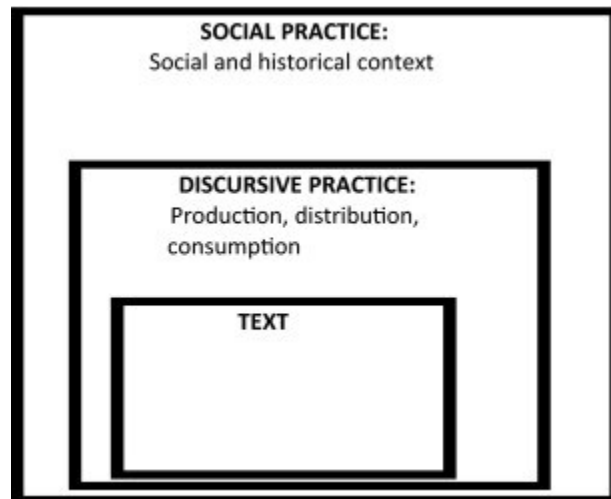 SOCIAL PRACTICE:
Social and historical context
DISCURSIVE PRACTICE:
Production, distribution,
consumption
TEXT